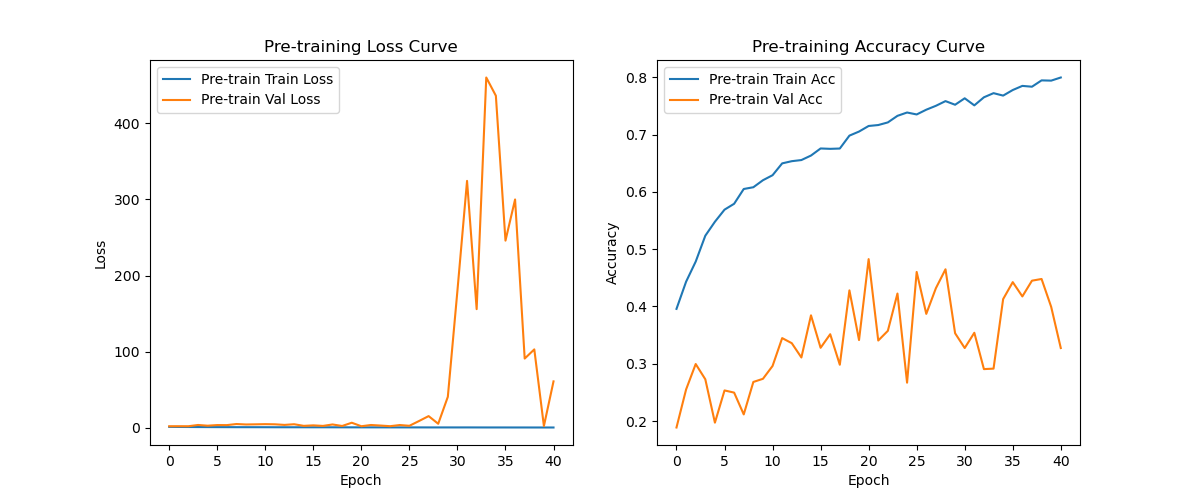 Pre-training Loss Curve
Pre-train Train Loss
Pre-train Val Loss
400
300
200
100
0
Loss
0 5 10 15 20 25 30 35 40
Epoch
Pre-training Accuracy Curve
Pre-train Train Acc
Pre-train Val Acc
0.8
0.7
0.6
0.5
0.4
0.3
0.2
Accuracy
0 5 10 15 20 25 30 35 40
Epoch